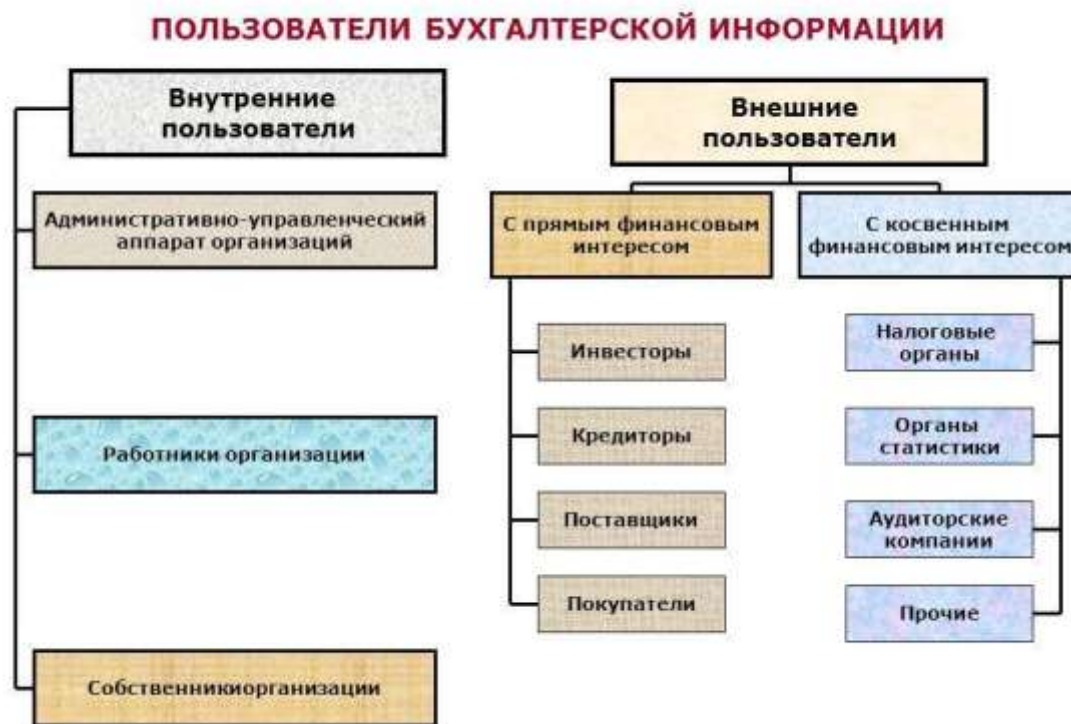 ПОЛЬЗОВАТЕЛИ БУХГАЛТЕРСКОЙ ИНФОРМАЦИИ
Внутренние
пользователи
Административно-управленческий
аппарат организаций
Работники организации
Собственникиорганизации
Внешние
пользователи
С прямым финансовым
интересом
Инвесторы
Кредиторы
Поставщики
Покупатели
С косвенным
финансовым интересом
Налоговые
органы
Органы
статистики
Аудиторские
компании
Прочие